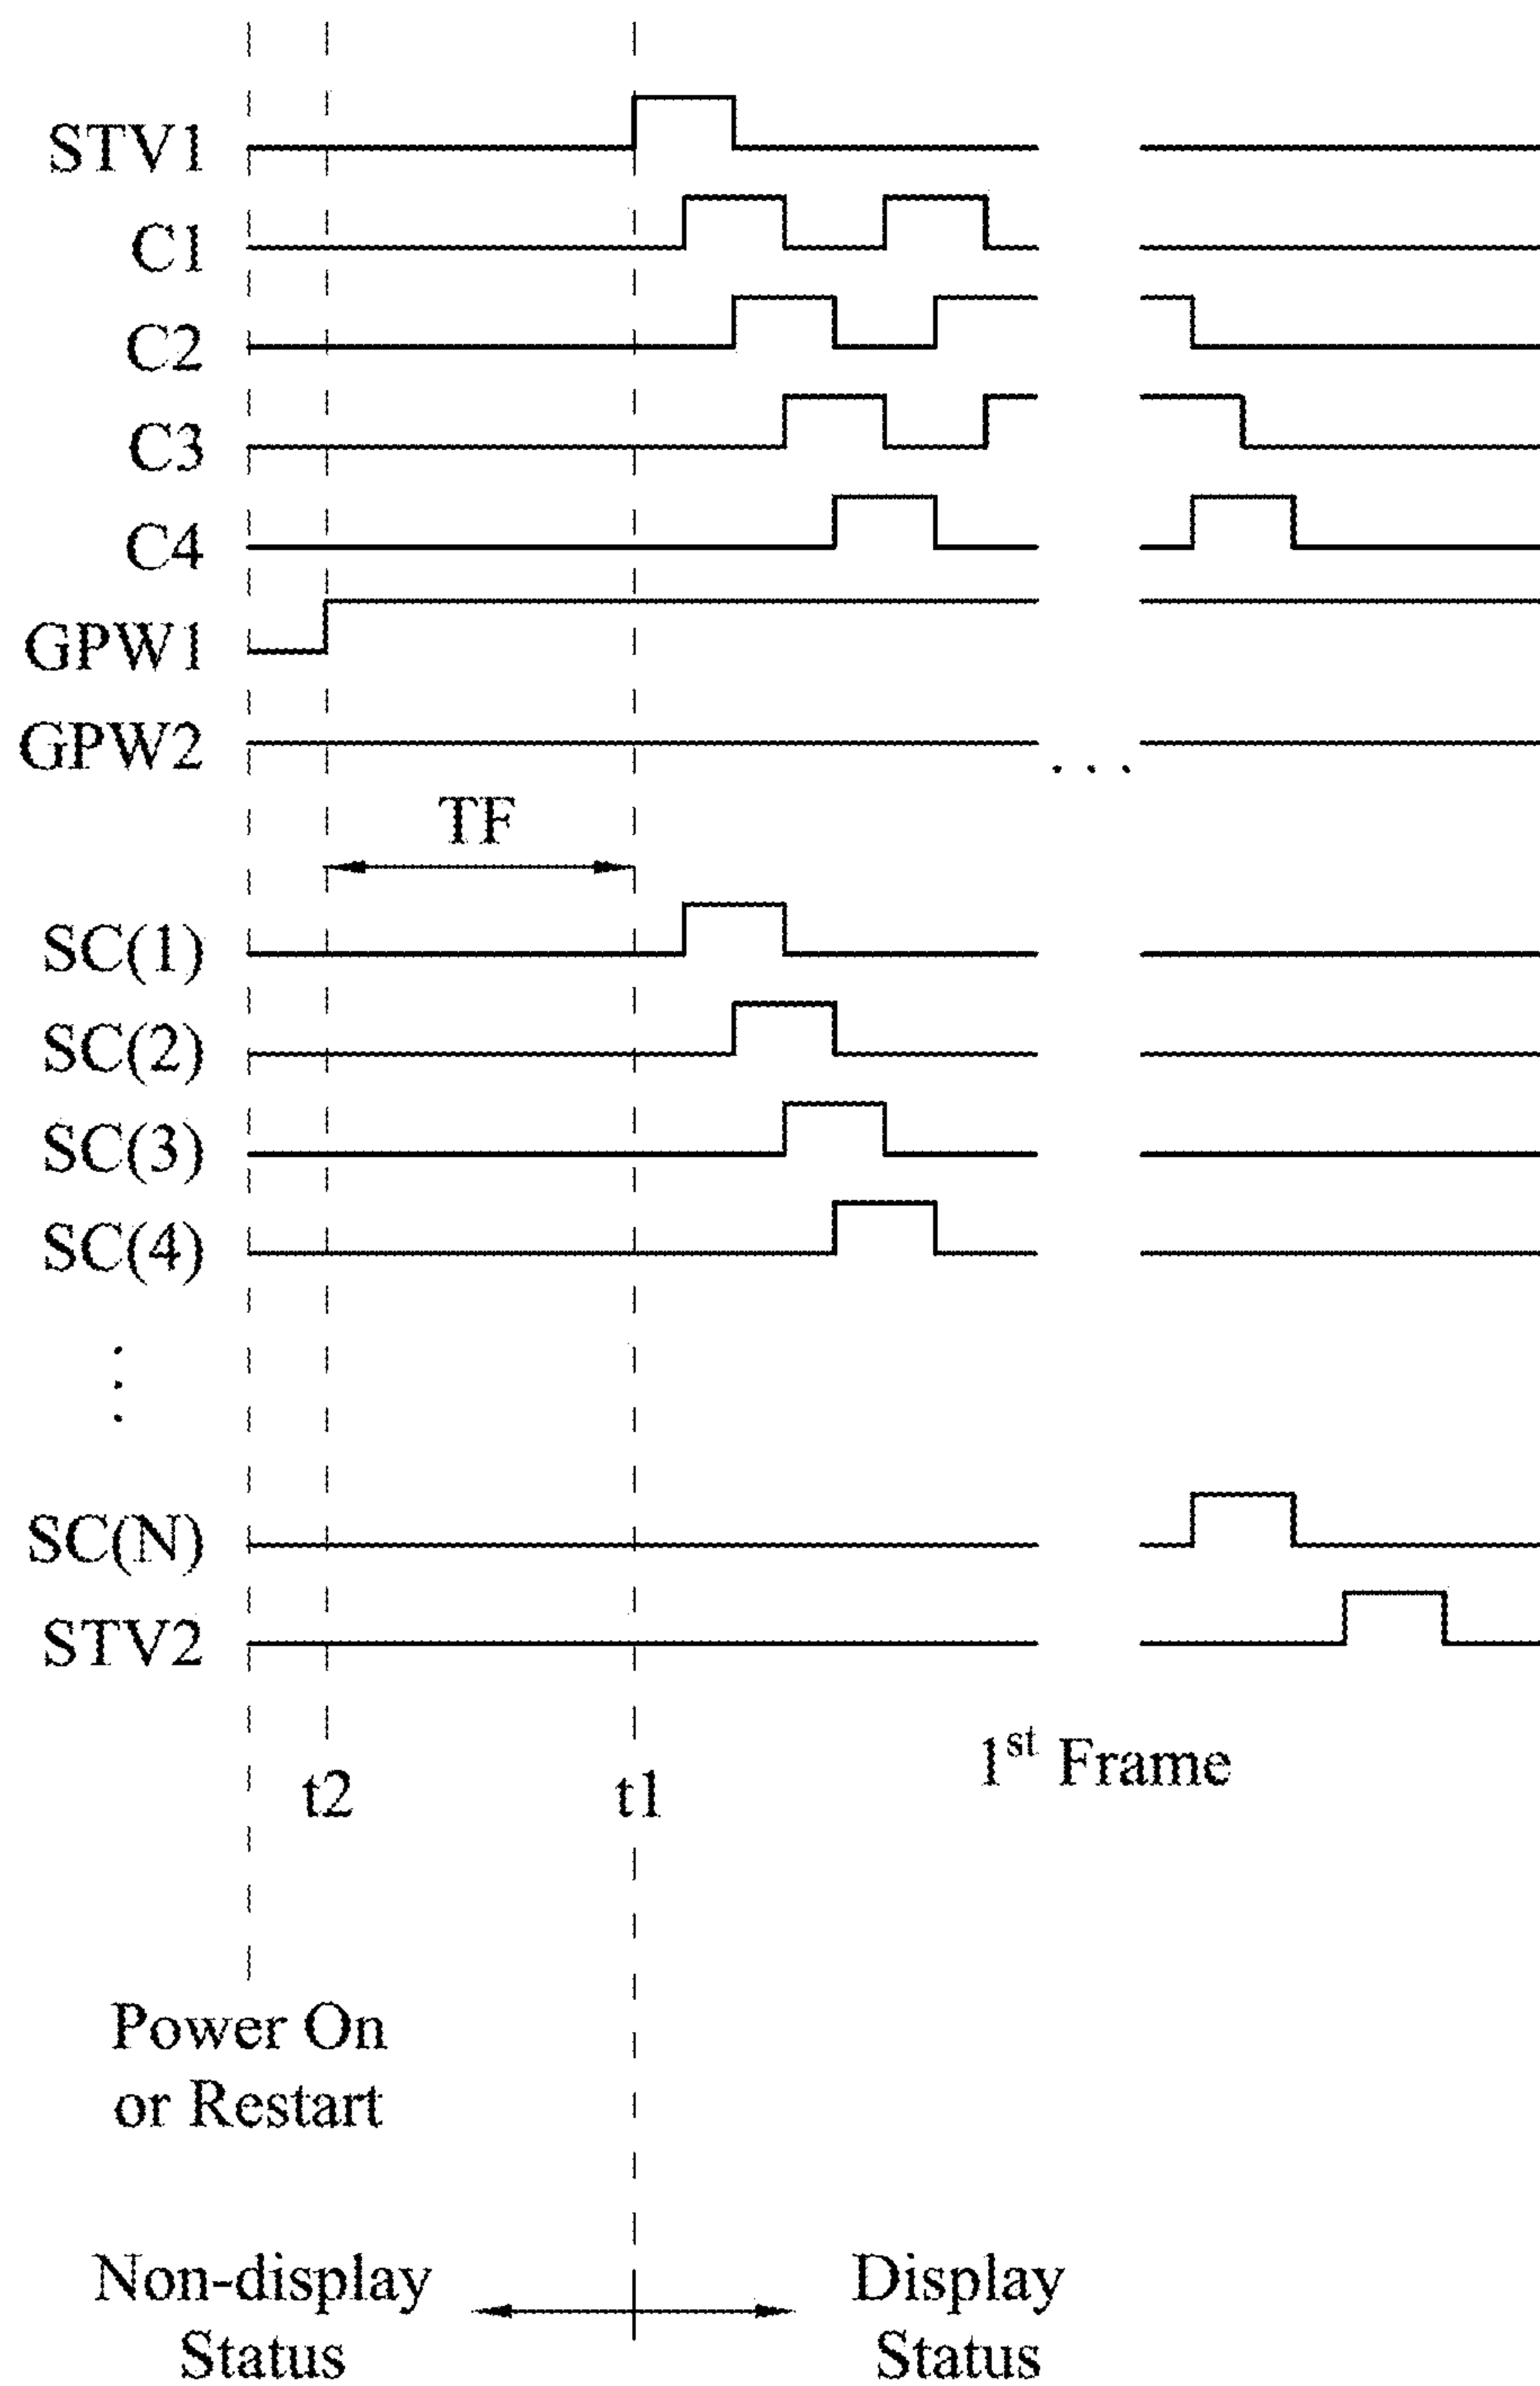 STV1
C1
C2
C3
C4
GPW1
GPW2
. . .
TF
SC(1)
SC(2)
SC(3)
SC(4)
SC(N)
STV2
1st Frame
t2
t1
Power On
or Restart
Non-display
Status
Display
Status